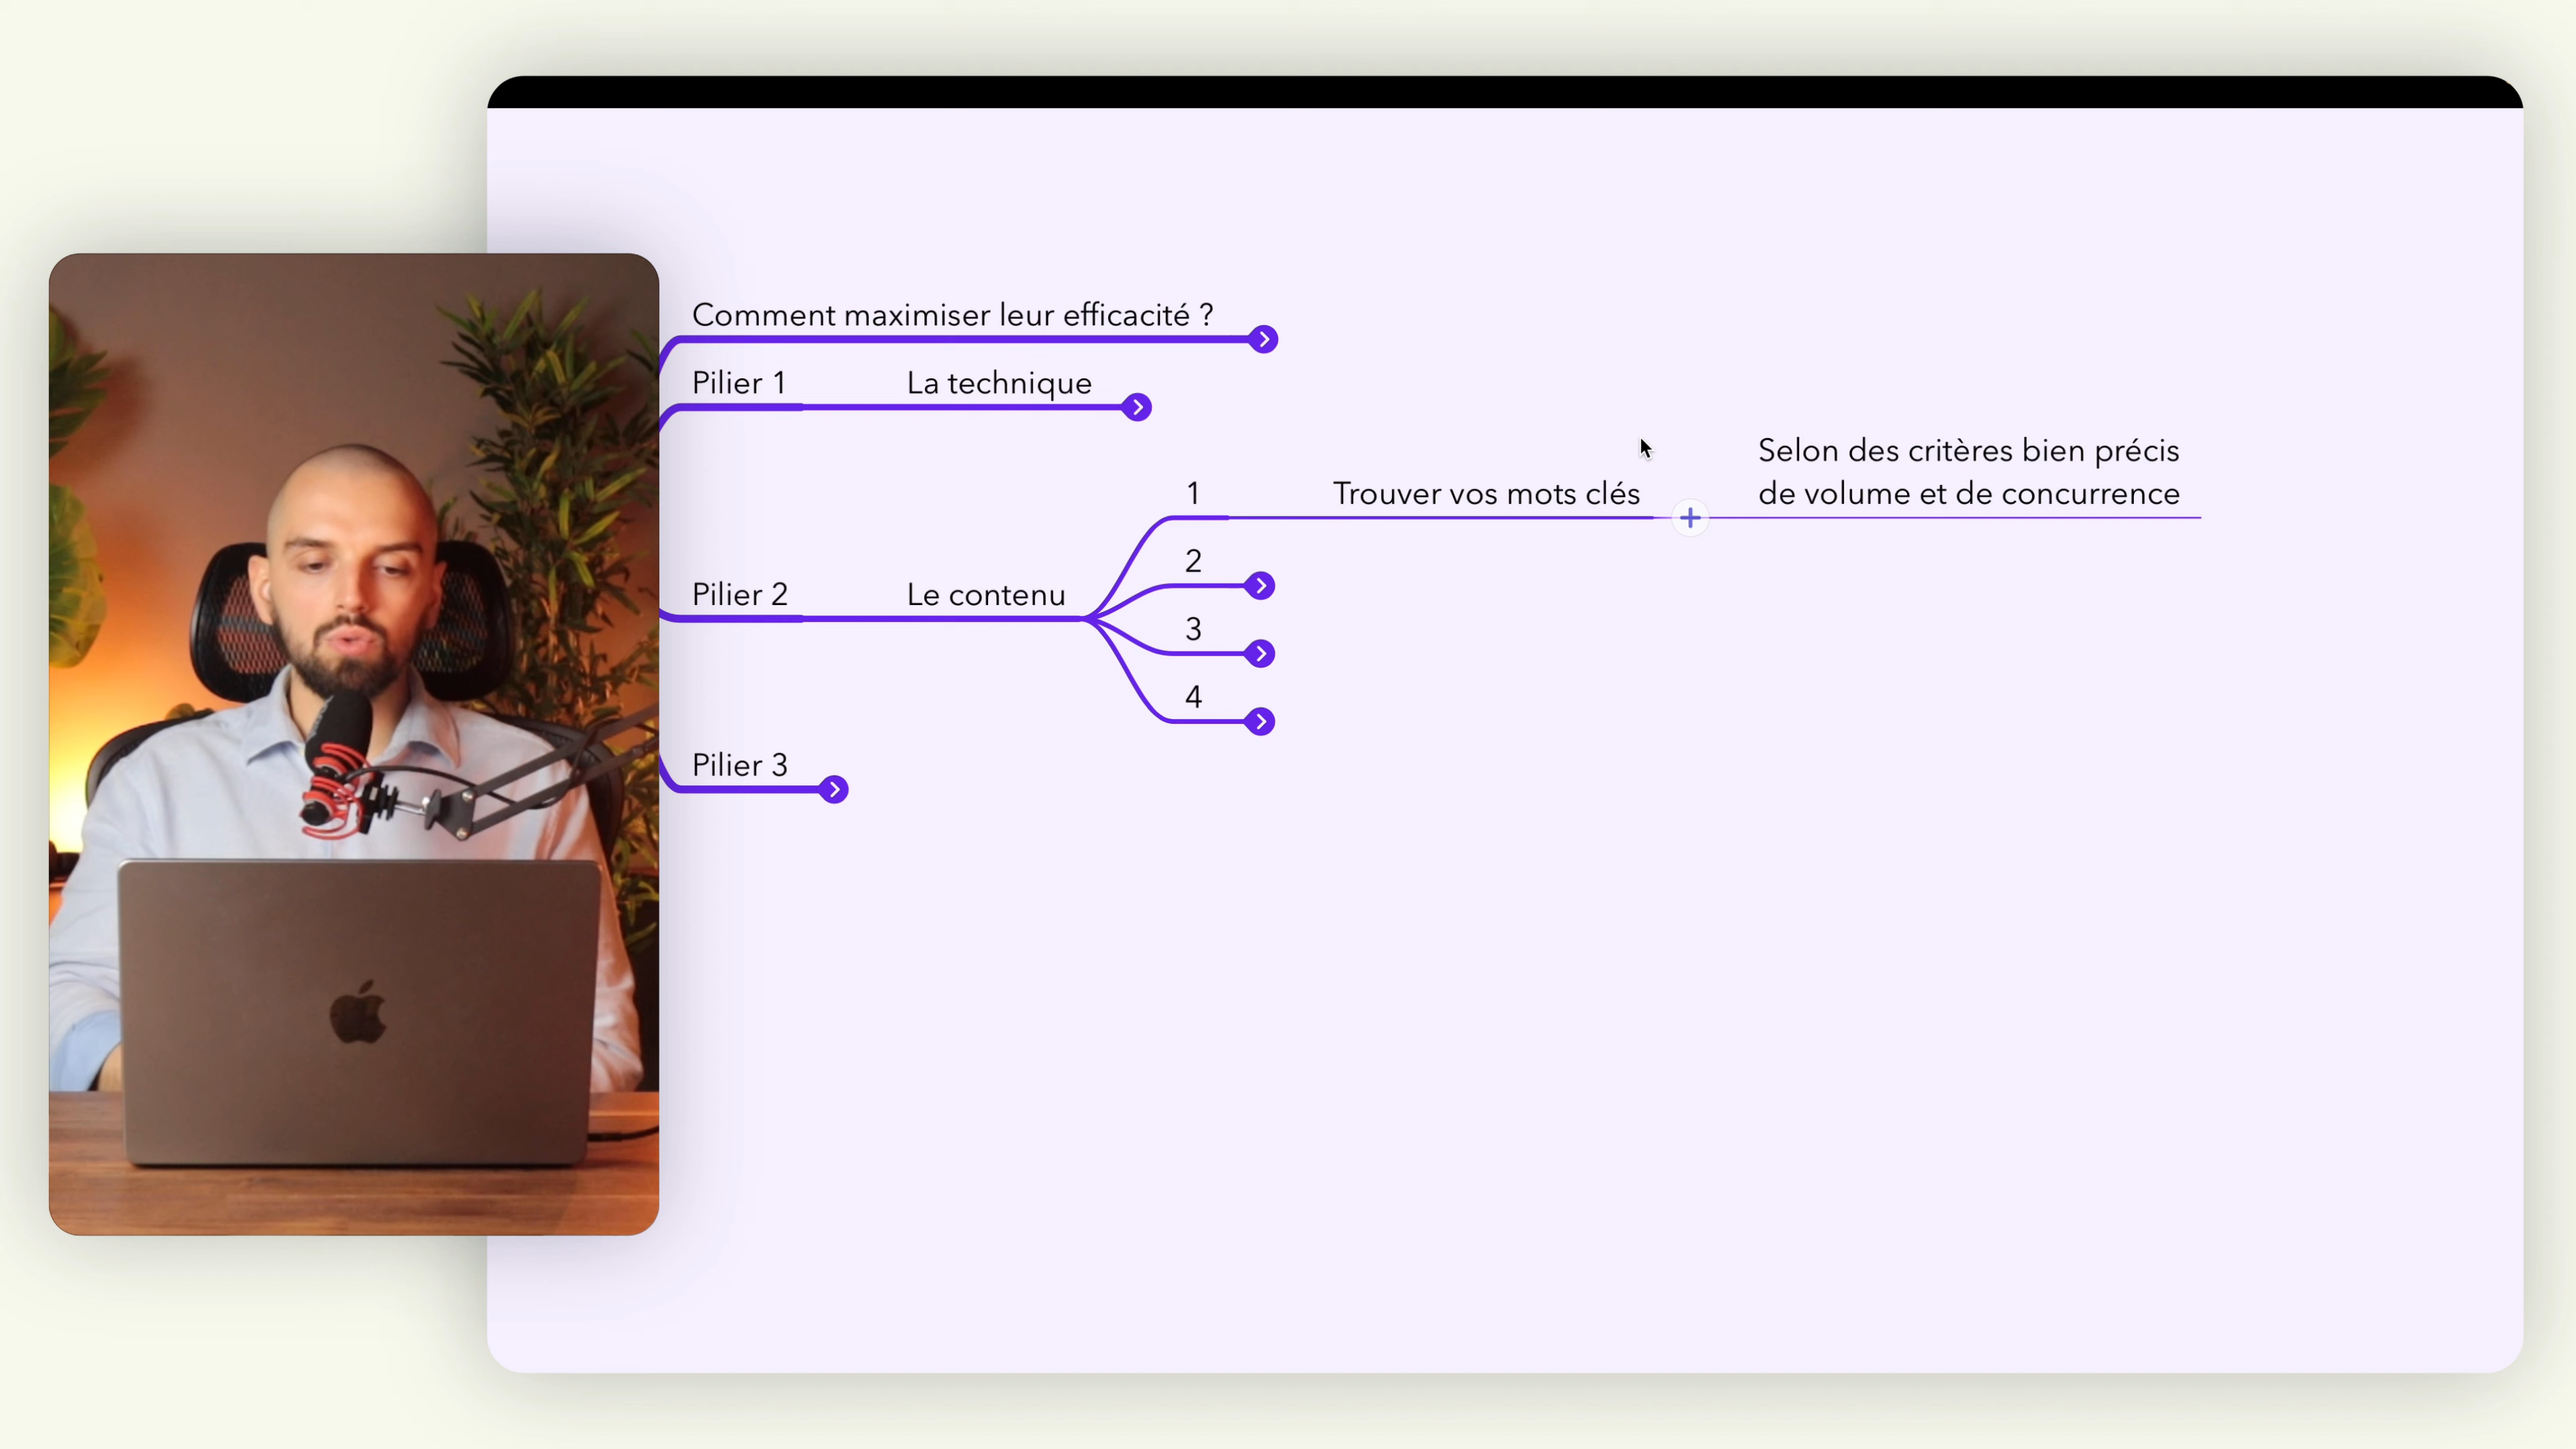 Comment maximiser leur efficacité ?
Pilier 1
La technique
Selon des critères bien précis
de volume et de concurrence
1
Trouver vos mots clés
2
Pilier 2
Le contenu
3
4
Pilier 3